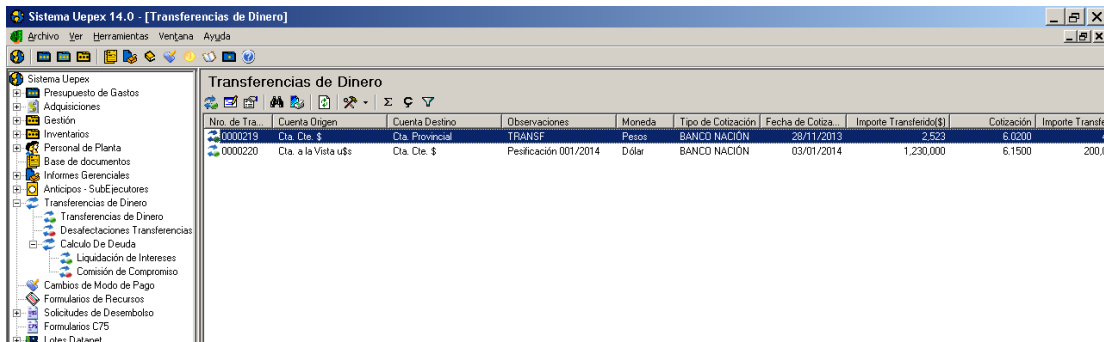 Sistema Uepex 14.0 - [Transferencias de Dinero]
Archivo Ver Herramientas Ventana Ayuda
Sistema Uepex
Presupuesto de Gastos
Adquisiciones
Gestión
Inventarios
Personal de Planta
Base de documentos
Informes Gerenciales
Anticipos - SubEjecutores
Transferencias de Dinero
Transferencias de Dinero
Desafectaciones Transferencias
Calculo De Deuda
Liquidación de Intereses
Comisión de Compromiso
Cambios de Modo de Pago
Formularios de Recursos
Solicitudes de Desembolso
Formularios C75
Lotes Datanet
Transferencias de Dinero
Nro. de Tra... Cuenta Origen Cuenta Destino Observaciones Moneda Tipo de Cotización Fecha de Cotiza... Importe Transferido($) Cotización Importe Transfe
0000219 Cta. Cte. $ Cta. Provincial TRANSF Pesos BANCO NACIÓN 28/11/2013 2,523 6.0200
0000220 Cta. a la Vista u$s Cta. Cte. $ Pesificación 001/2014 Dólar BANCO NACIÓN 03/01/2014 1,230,000 6.1500 200,